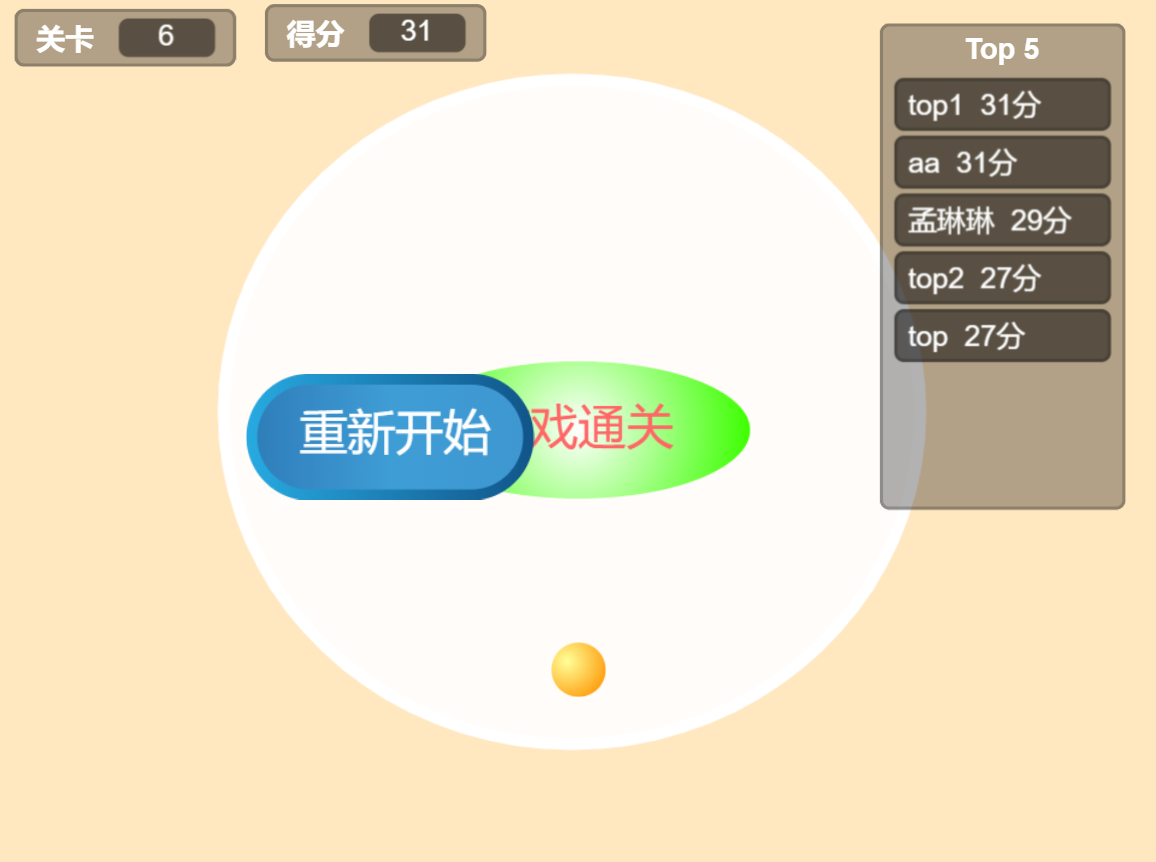 关卡 6
得分 31
Top 5
top1 31分
aa 31分
孟琳琳 29分
top2 27分
top 27分
重新开始
戏通关